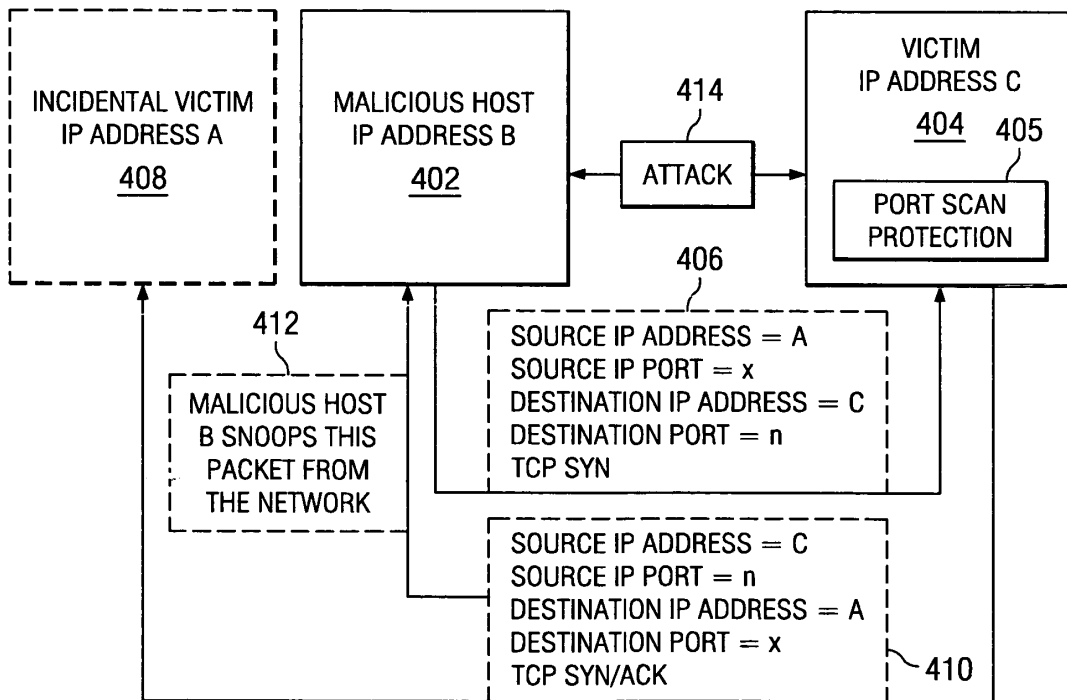 INCIDENTAL VICTIM
IP ADDRESS A
408
MALICIOUS HOST
IP ADDRESS B
402
414
ATTACK
VICTIM
IP ADDRESS C
404
405
PORT SCAN
PROTECTION
406
SOURCE IP ADDRESS = A
SOURCE IP PORT = x
DESTINATION IP ADDRESS = C
DESTINATION PORT = n
TCP SYN
412
MALICIOUS HOST
B SNOOPS THIS
PACKET FROM
THE NETWORK
SOURCE IP ADDRESS = C
SOURCE IP PORT = n
DESTINATION IP ADDRESS = A
DESTINATION PORT = x
TCP SYN/ACK
410